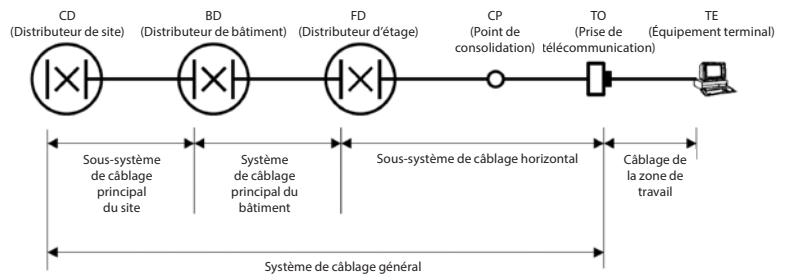 CD
(Distributeur de site)
BD
(Distributeur de bâtiment)
FD
(Distributeur d'étage)
CP
(Point de
consolidation)
TO
(Prise de
télécommunication)
TE
(Équipement terminal)
Sous-système
de câblage
principal
du site
Système
de câblage
principal du
bâtiment
Sous-système de câblage horizontal
Câblage de
la zone de
travail
Système de câblage général